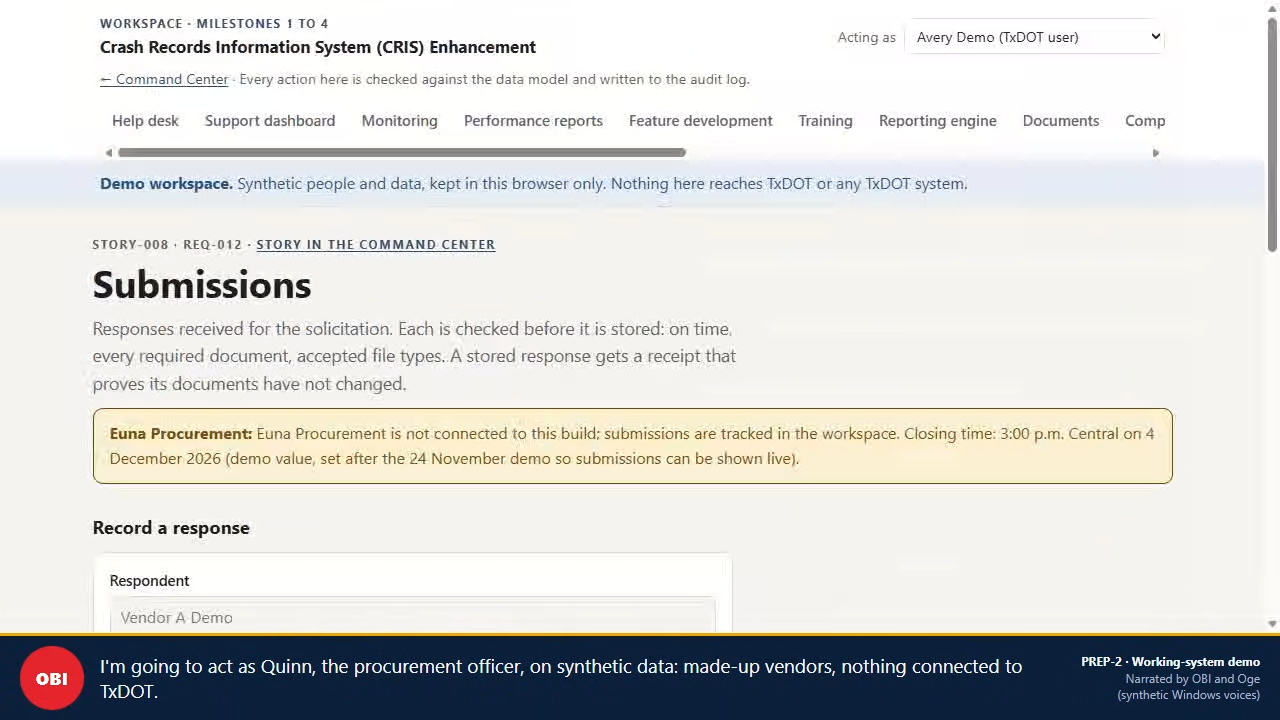 WORKSPACE · MILESTONES 1 TO 4
Crash Records Information System (CRIS) Enhancement
Acting as
Avery Demo (TxDOT user)
← Command Center · Every action here is checked against the data model and written to the audit log.
Help desk Support dashboard Monitoring Performance reports Feature development Training Reporting engine Documents Comp
Demo workspace. Synthetic people and data, kept in this browser only. Nothing here reaches TxDOT or any TxDOT system.
STORY-008 · REQ-012 · STORY IN THE COMMAND CENTER
Submissions
Responses received for the solicitation. Each is checked before it is stored: on time,
every required document, accepted file types. A stored response gets a receipt that
proves its documents have not changed.
Euna Procurement: Euna Procurement is not connected to this build; submissions are tracked in the workspace. Closing time: 3:00 p.m. Central on 4
December 2026 (demo value, set after the 24 November demo so submissions can be shown live).
Record a response
Respondent
Vendor A Demo
OBI
I'm going to act as Quinn, the procurement officer, on synthetic data: made-up vendors, nothing connected to
TxDOT.
PREP-2 · Working-system demo
Narrated by OBI and Oge
(synthetic Windows voices)